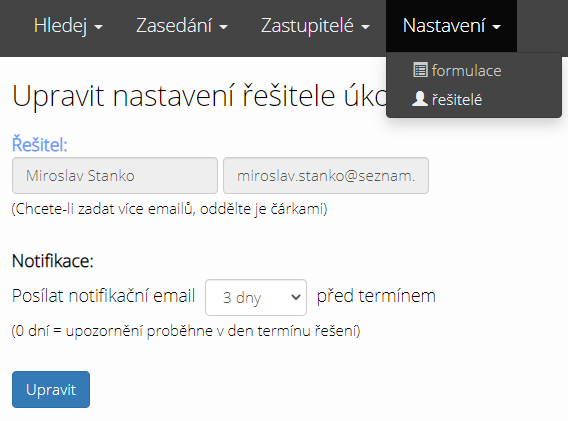 Hledej Zasedání Zastupitelé Nastavení
formulace
řešitelé
Upravit nastavení řešitele
Řešitel:
Miroslav Stanko miroslav.stanko@seznam.
(Chcete-li zadat více emailů, oddělte je čárkami)
Notifikace:
Posílat notifikační email 3 dny před termínem
(0 dní = upozornění proběhne v den termínu řešení)
Upravit